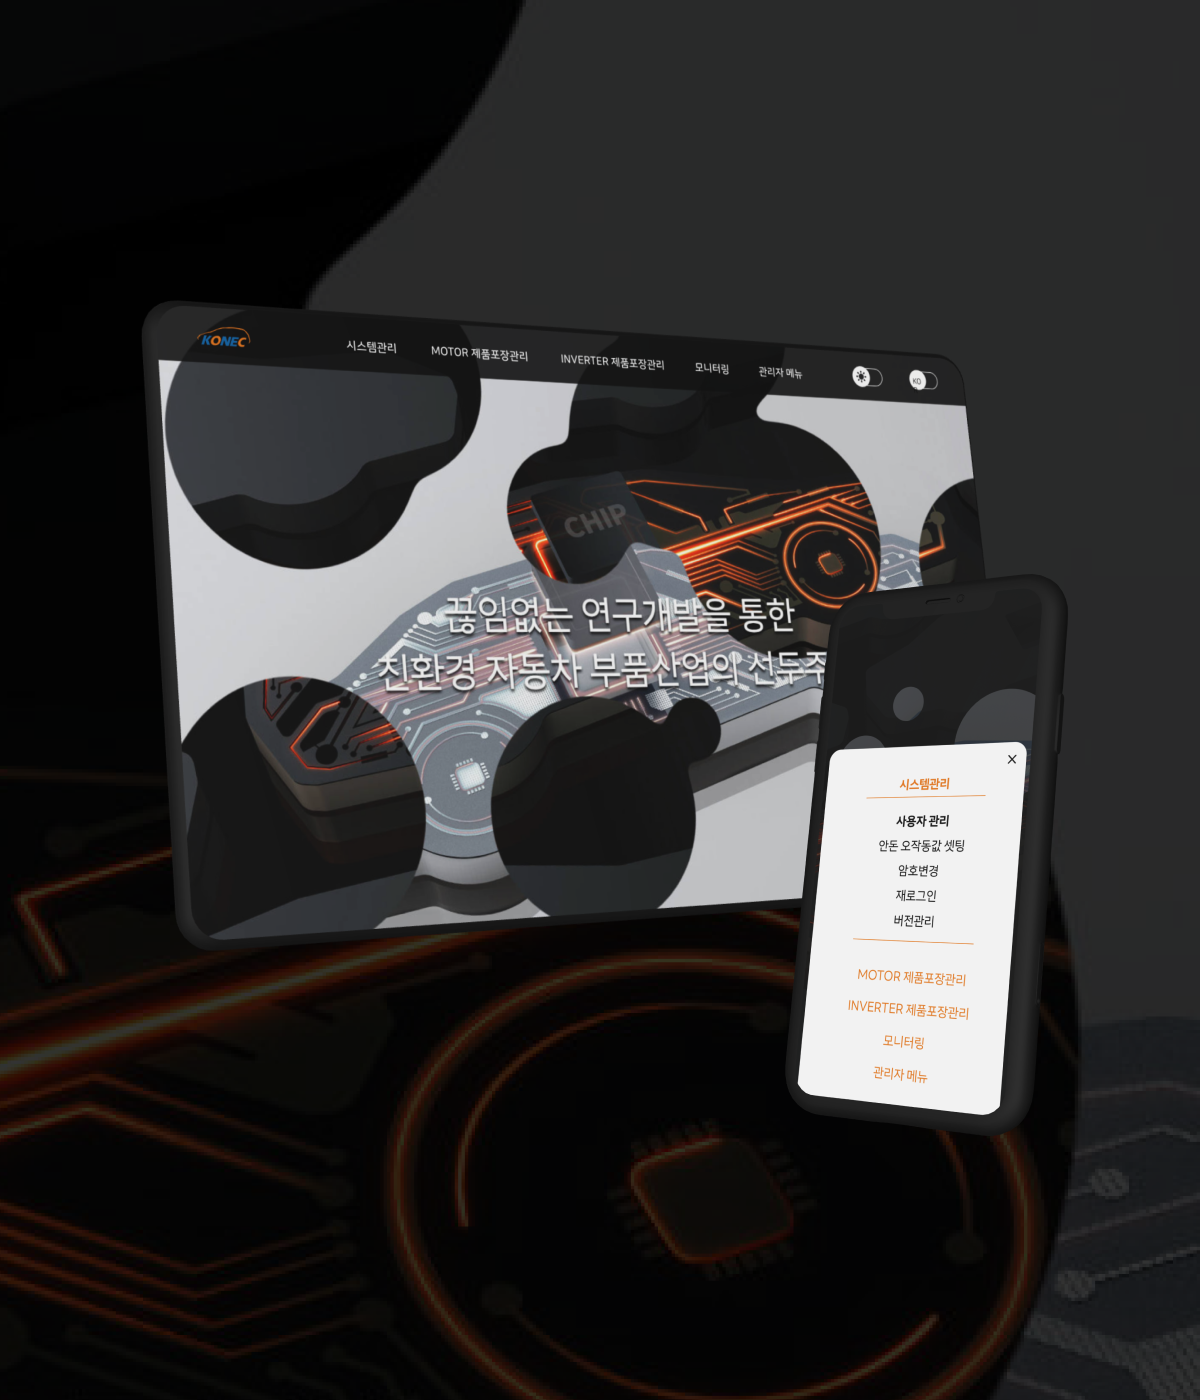 KONEC
시스템관리
MOTOR 제품포장관리
INVERTER 제품포장관리
모니터링
관리자 메뉴
KO
CHIP
끊임없는 연구개발을 통한
친환경 자동차 부품산업의 선두주
시스템관리
사용자 관리
안돈 오작동값 셋팅
암호변경
재로그인
버전관리
MOTOR 제품포장관리
INVERTER 제품포장관리
모니터링
관리자 메뉴